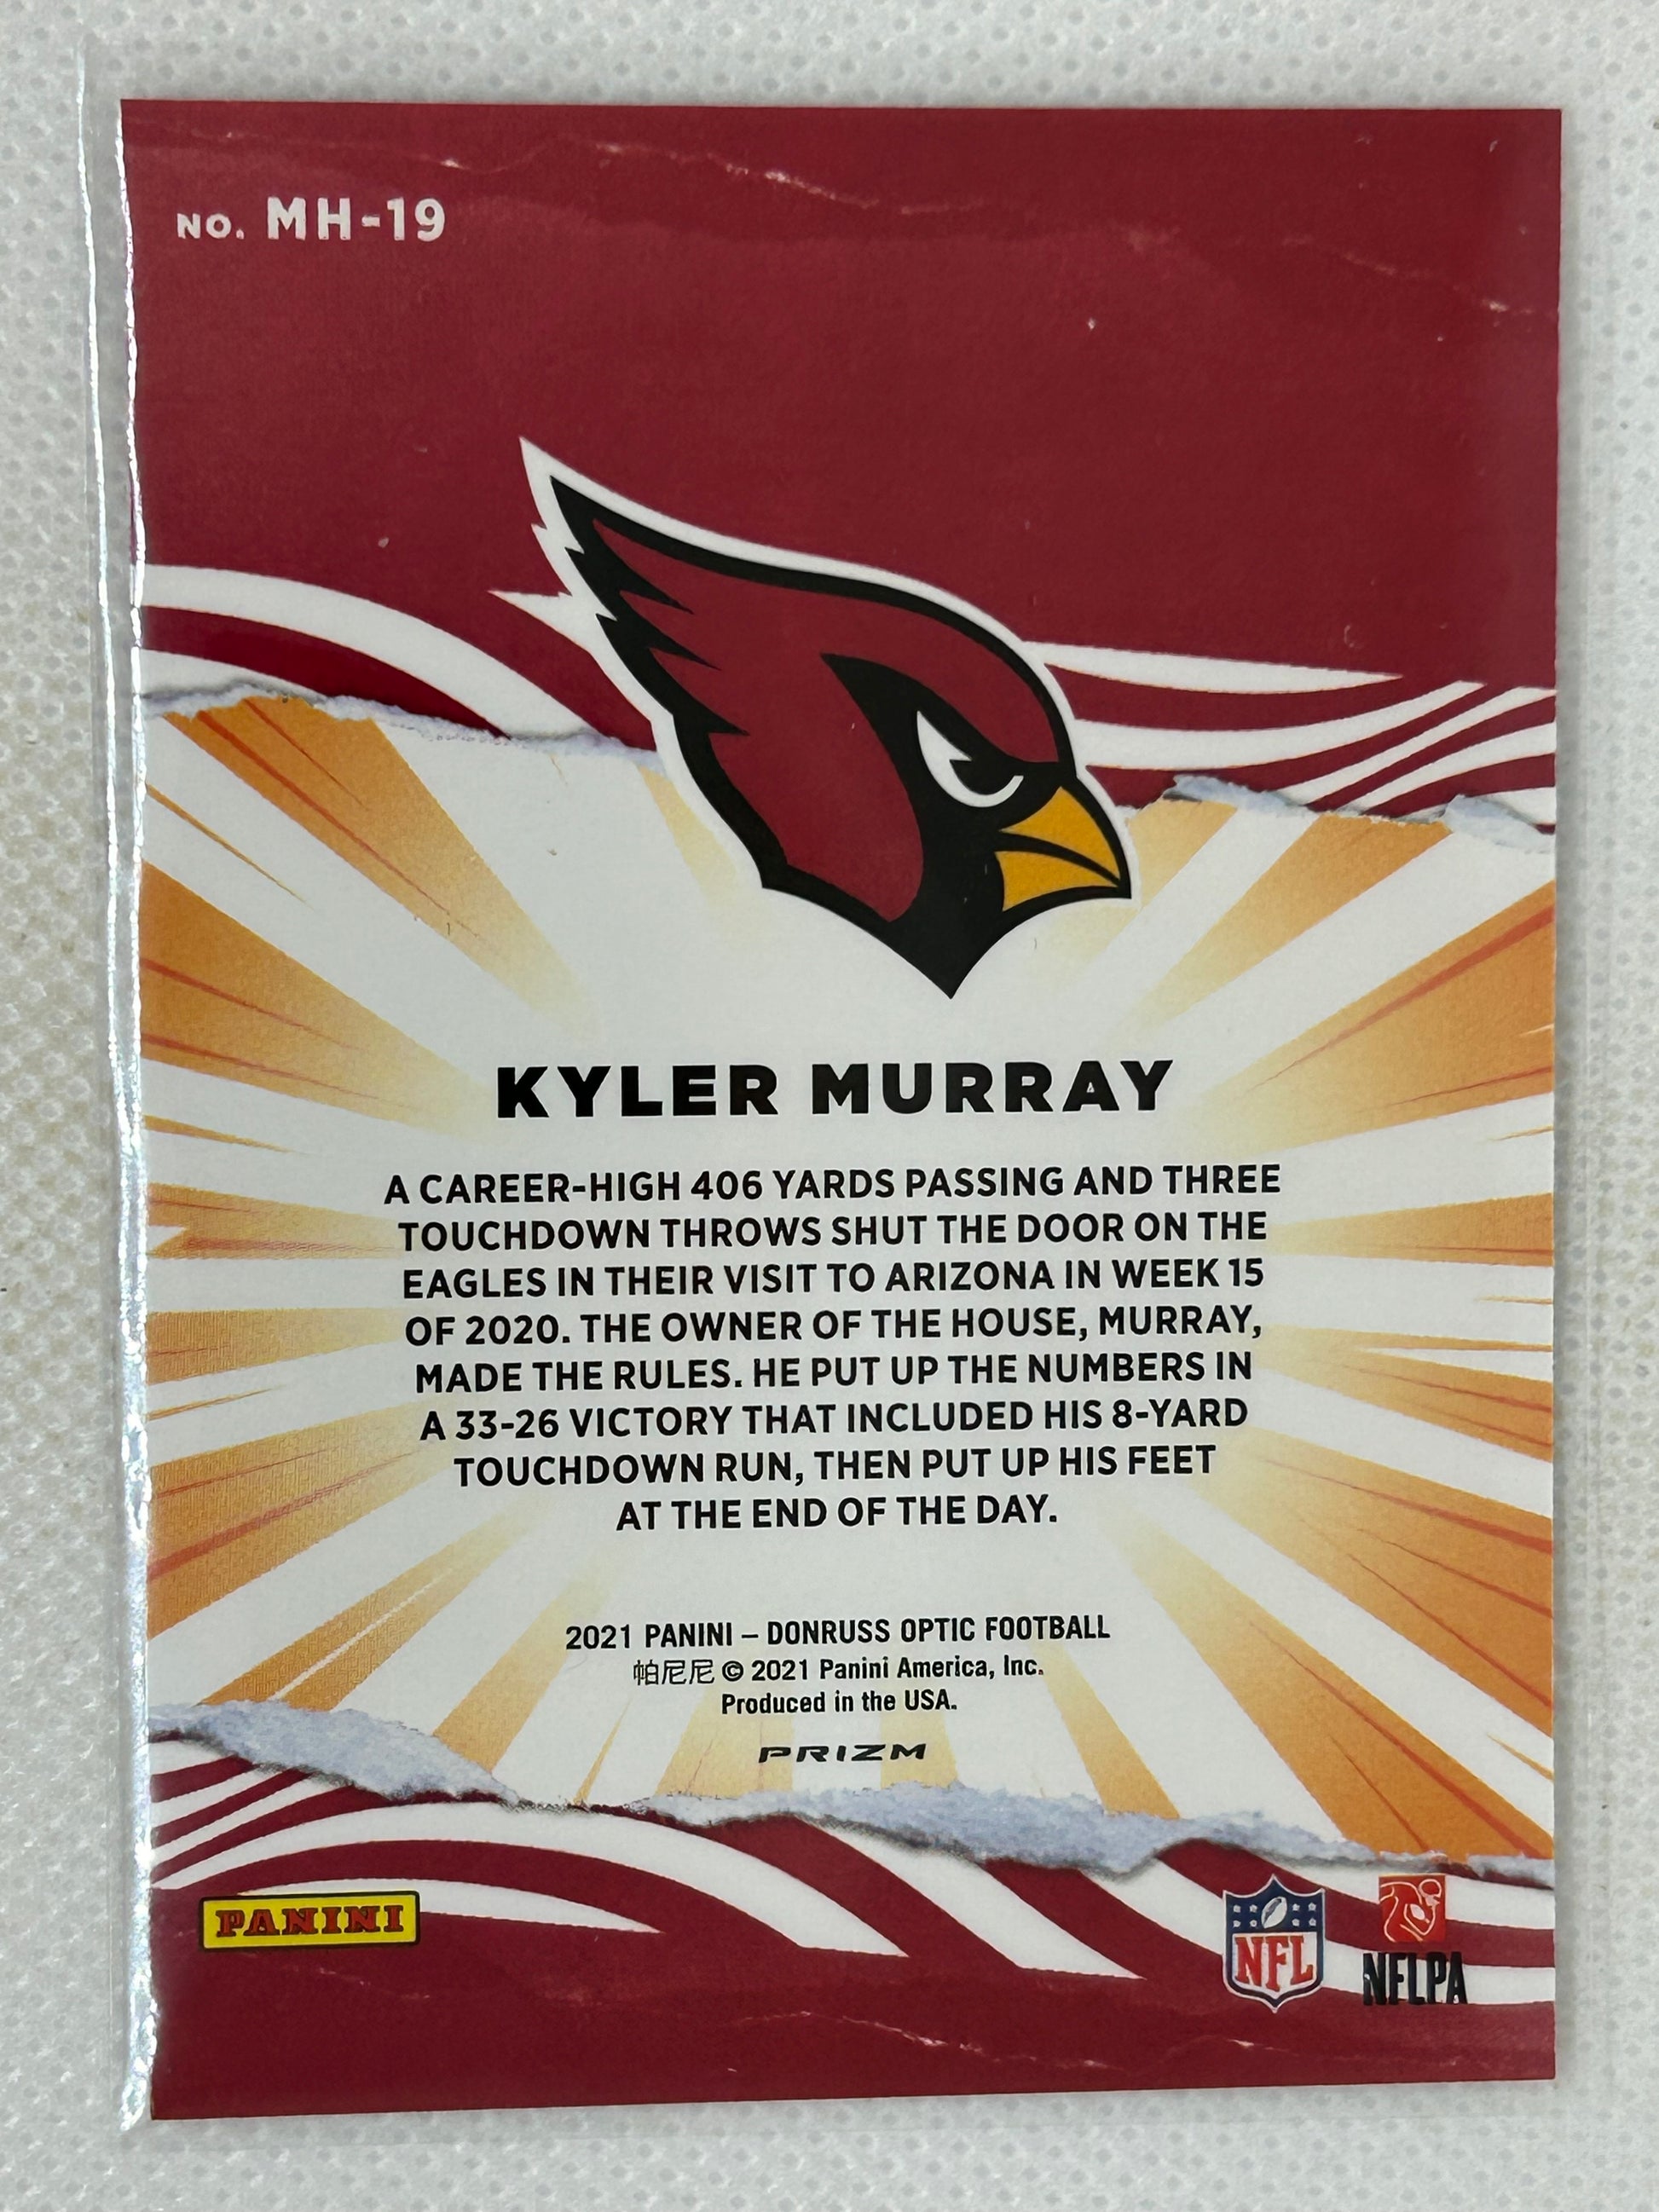 NO. MH-19
KYLER MURRAY
A CAREER-HIGH 406 YARDS PASSING AND THREE
TOUCHDOWN THROWS SHUT THE DOOR ON THE
EAGLES IN THEIR VISIT TO ARIZONA IN WEEK 15
OF 2020. THE OWNER OF THE HOUSE, MURRAY,
MADE THE RULES. HE PUT UP THE NUMBERS IN
A 33-26 VICTORY THAT INCLUDED HIS 8-YARD
TOUCHDOWN RUN, THEN PUT UP HIS FEET
AT THE END OF THE DAY.
2021 PANINI – DONRUSS OPTIC FOOTBALL
帕尼尼 © 2021 Panini America, Inc.
Produced in the USA.
PRIZM
PANINI
NFL
NFLPA